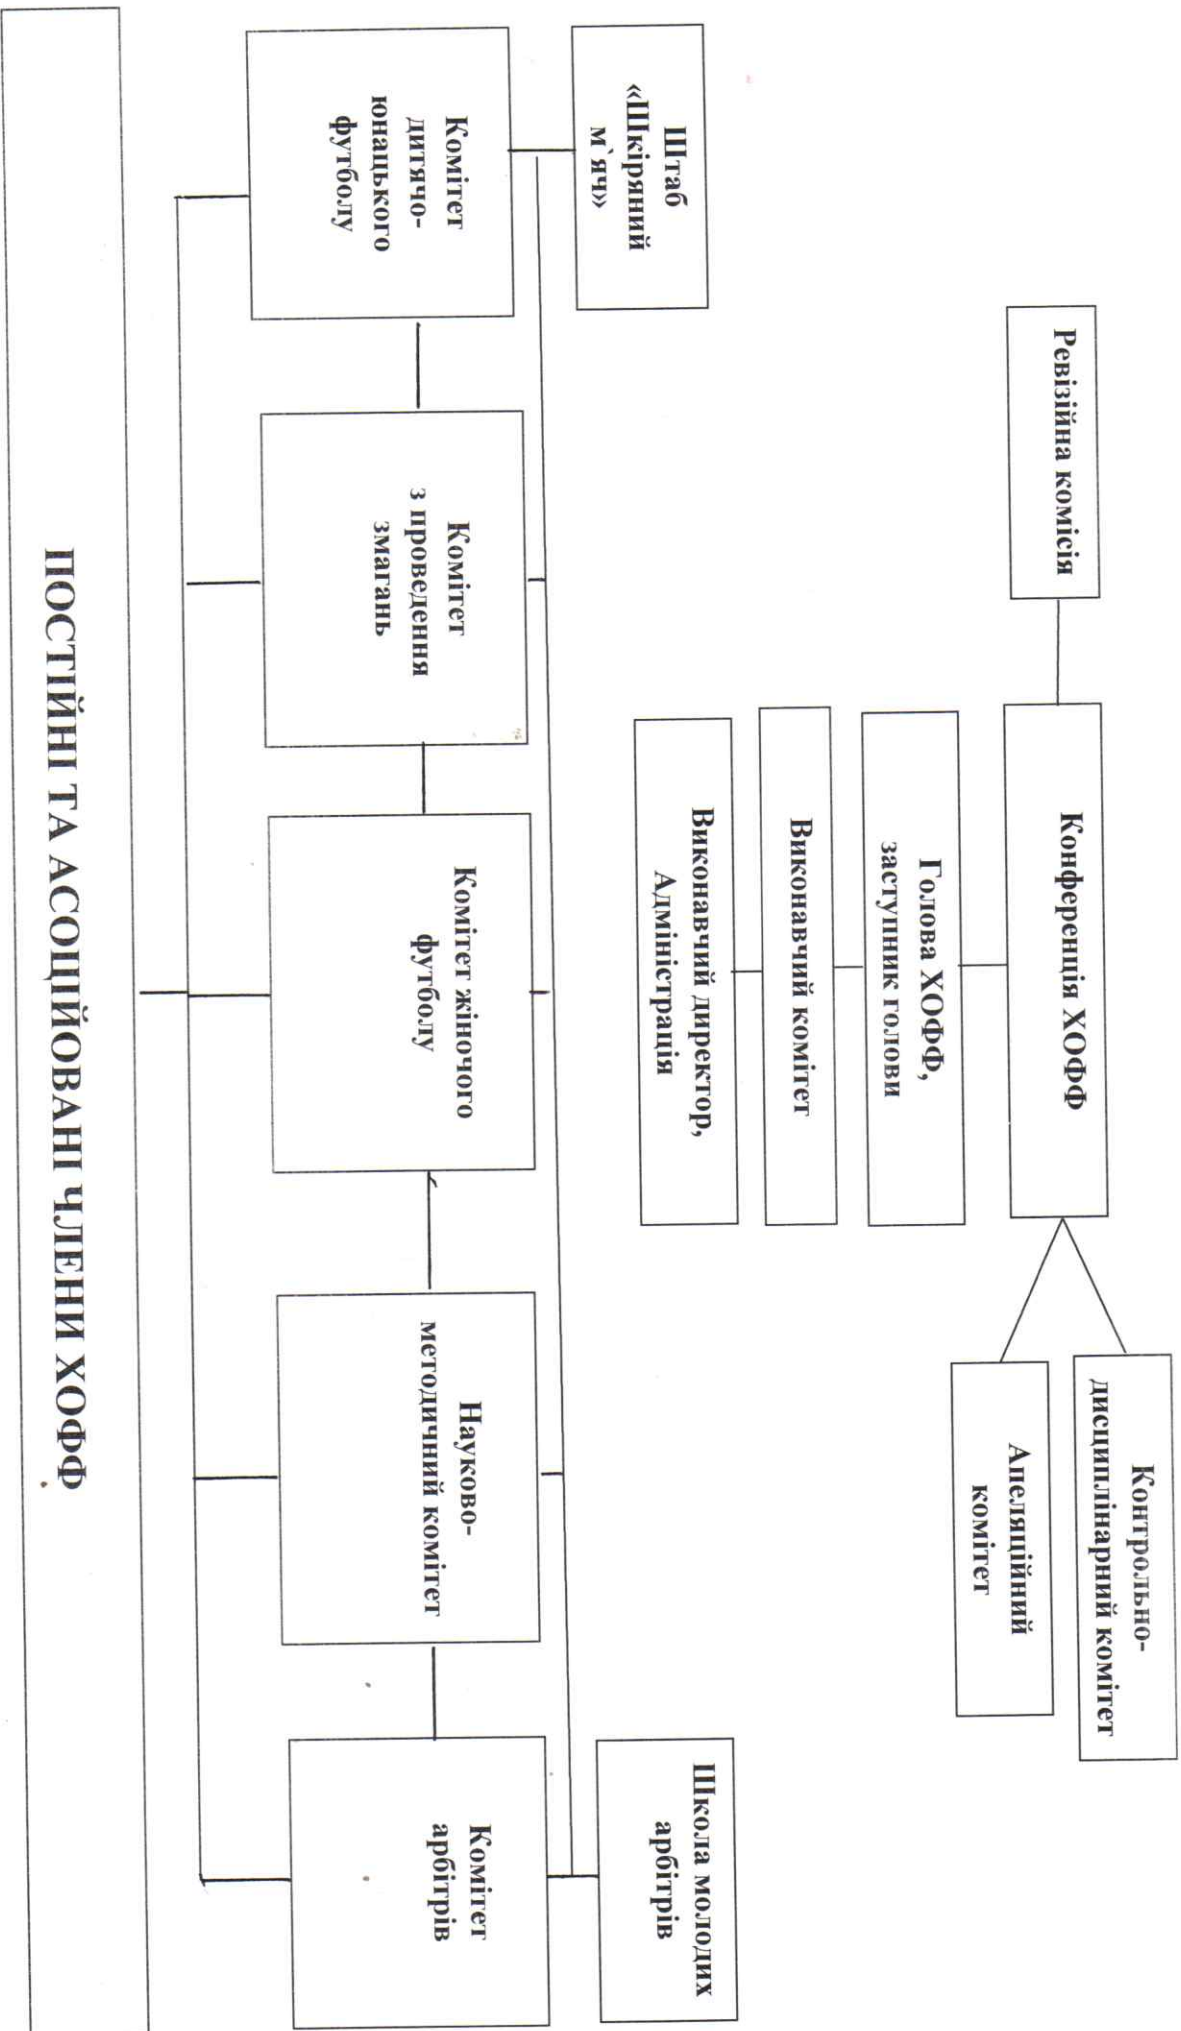 Ревізійна комісія
Конференція ХОФФ
Контрольно-
дисциплінарний комітет
Апеляційний
комітет
Голова ХОФФ,
заступник голови
Виконавчий комітет
Виконавчий директор,
Адміністрація
Штаб
«Шкіряний
м`яч»
Школа молодих
арбітрів
Комітет
дитячо-
юнацького
футболу
Комітет
з проведення
змагань
Комітет жіночого
футболу
Науково-
методичний комітет
Комітет
арбітрів
ПОСТІЙНІ ТА АСОЦІЙОВАНІ ЧЛЕНИ ХОФФ